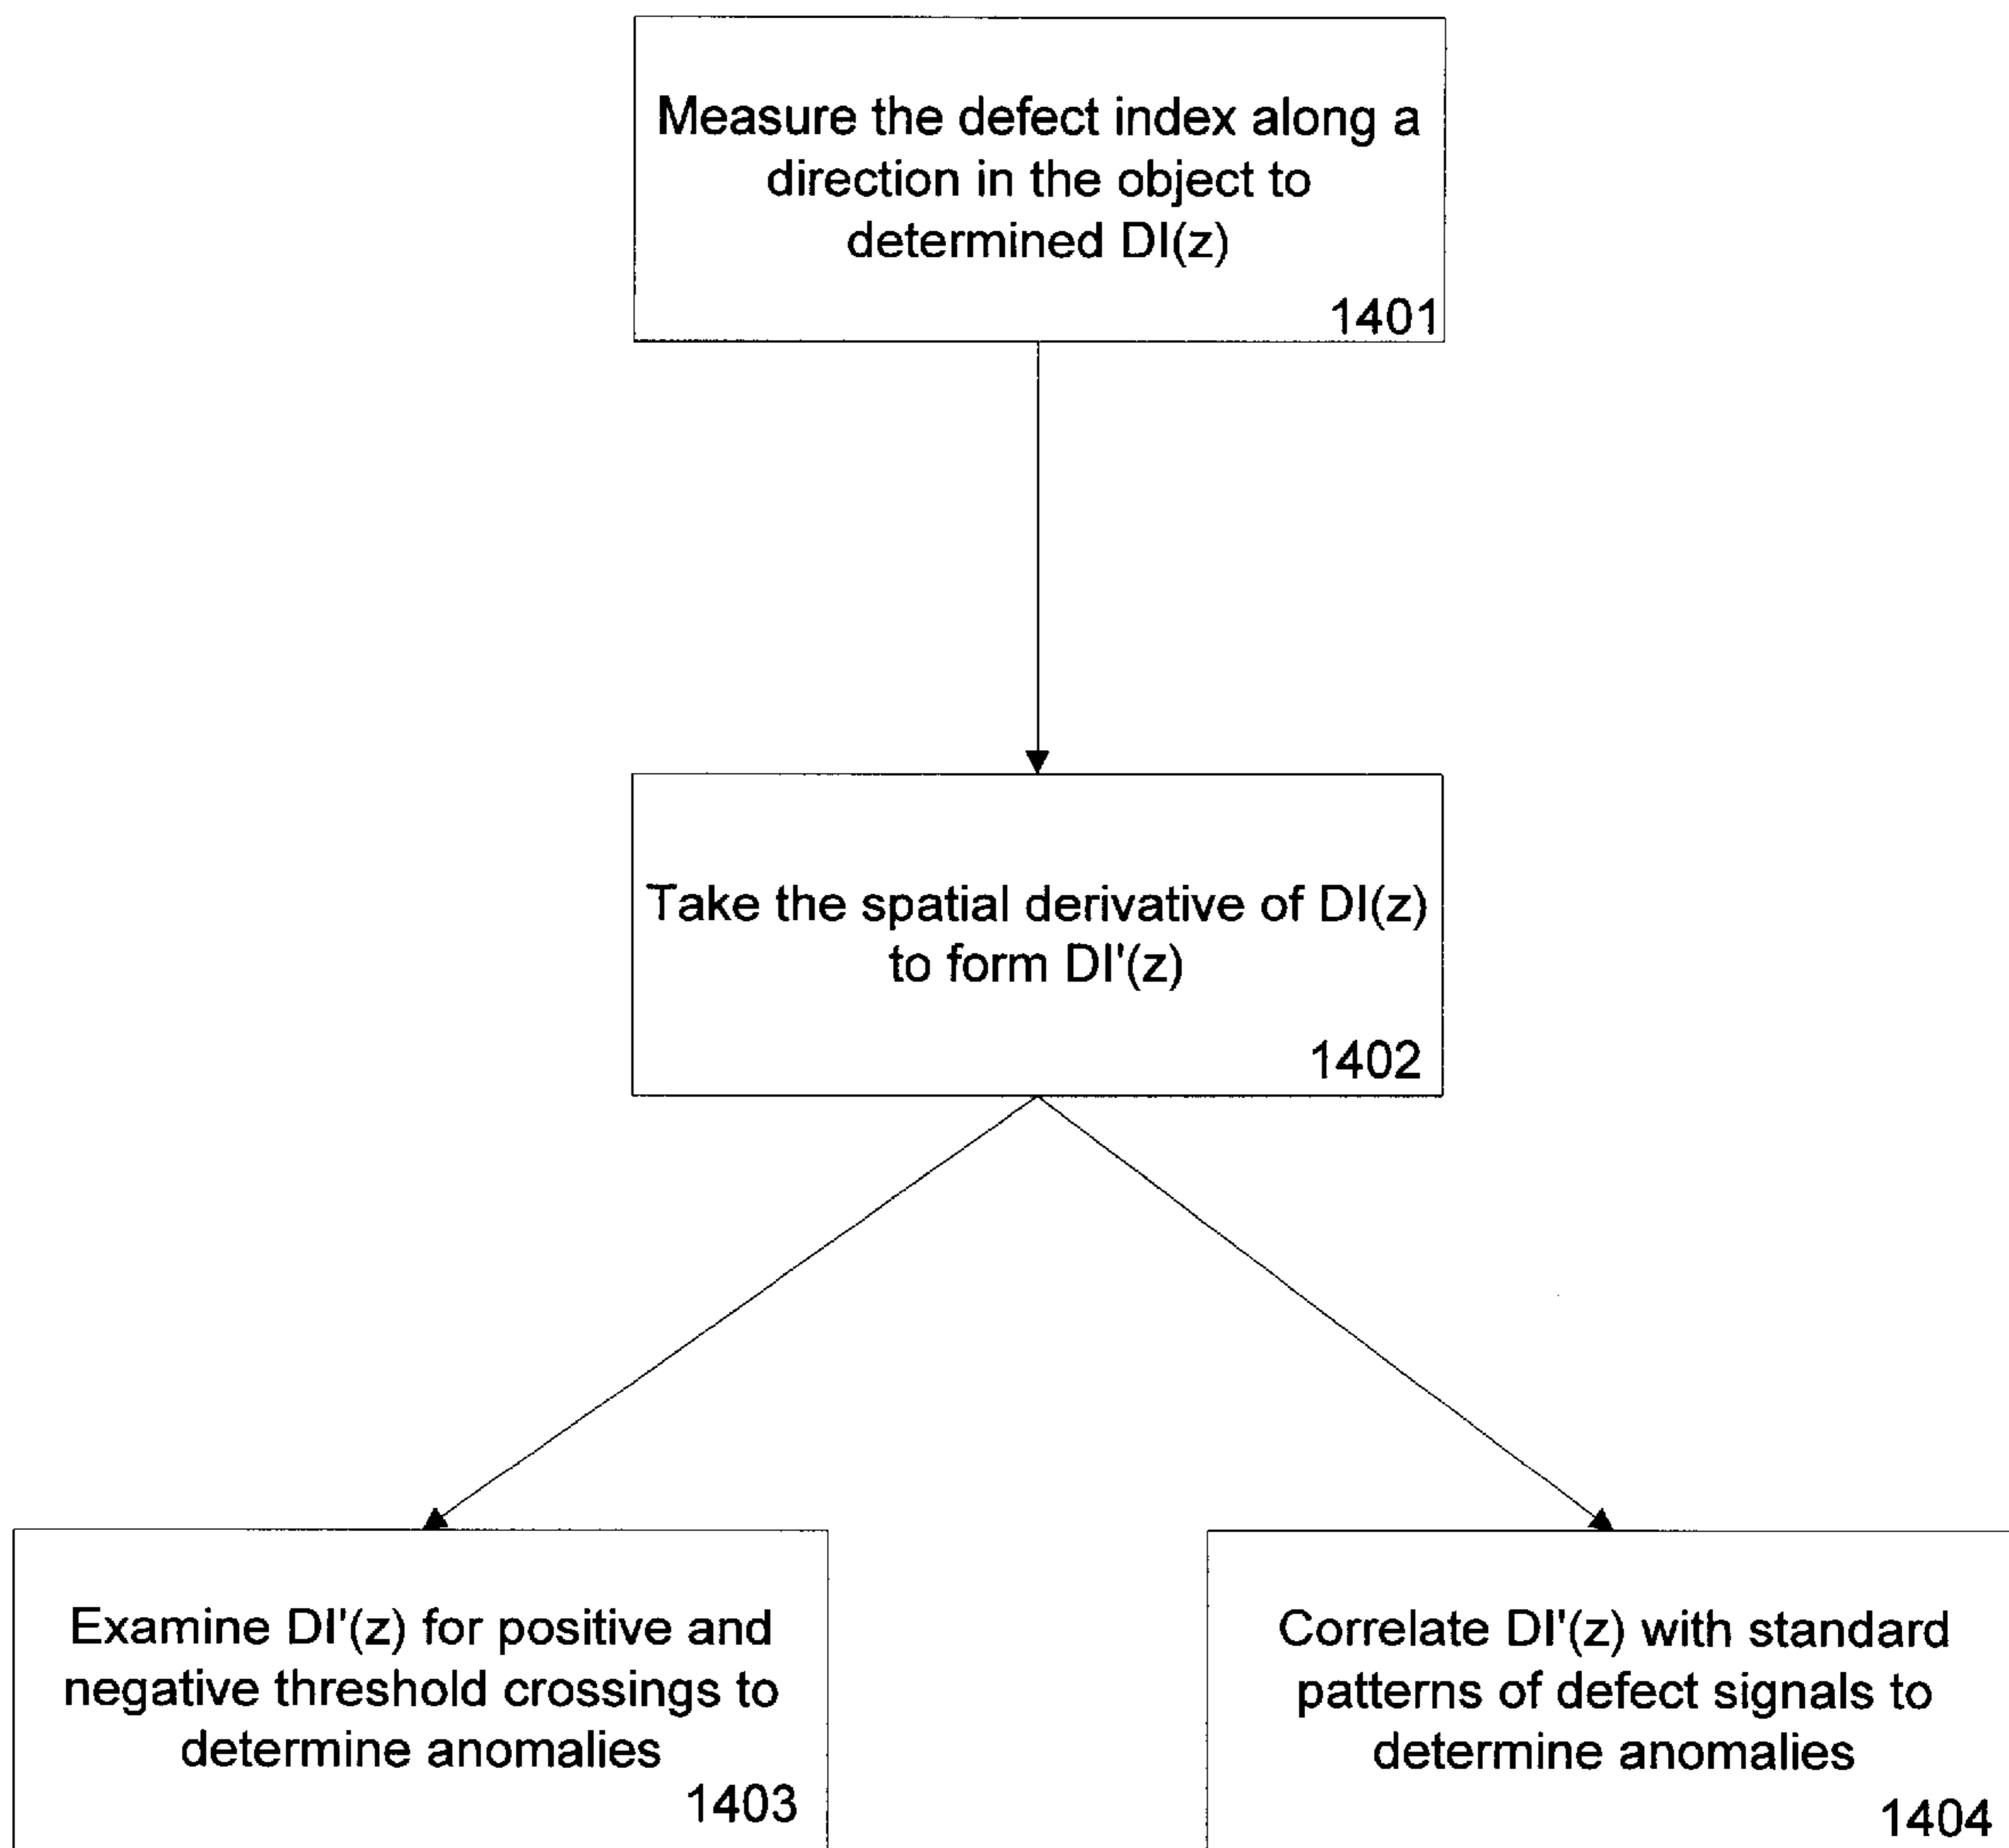 Measure the defect index along a
direction in the object to
determined DI(z)
1401
Take the spatial derivative of DI(z)
to form DI'(z)
1402
Examine DI'(z) for positive and
negative threshold crossings to
determine anomalies
1403
Correlate DI'(z) with standard
patterns of defect signals to
determine anomalies
1404